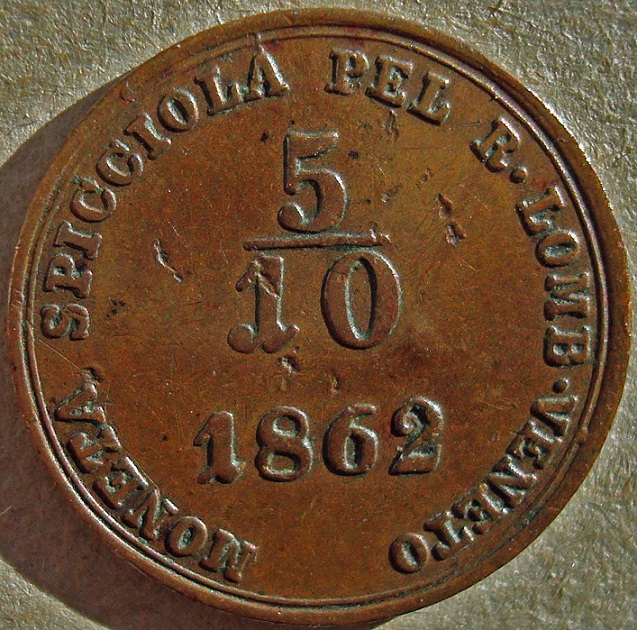 MONETA SPICCIOLA PEL R. LOMB. VENETO
5
10
1862